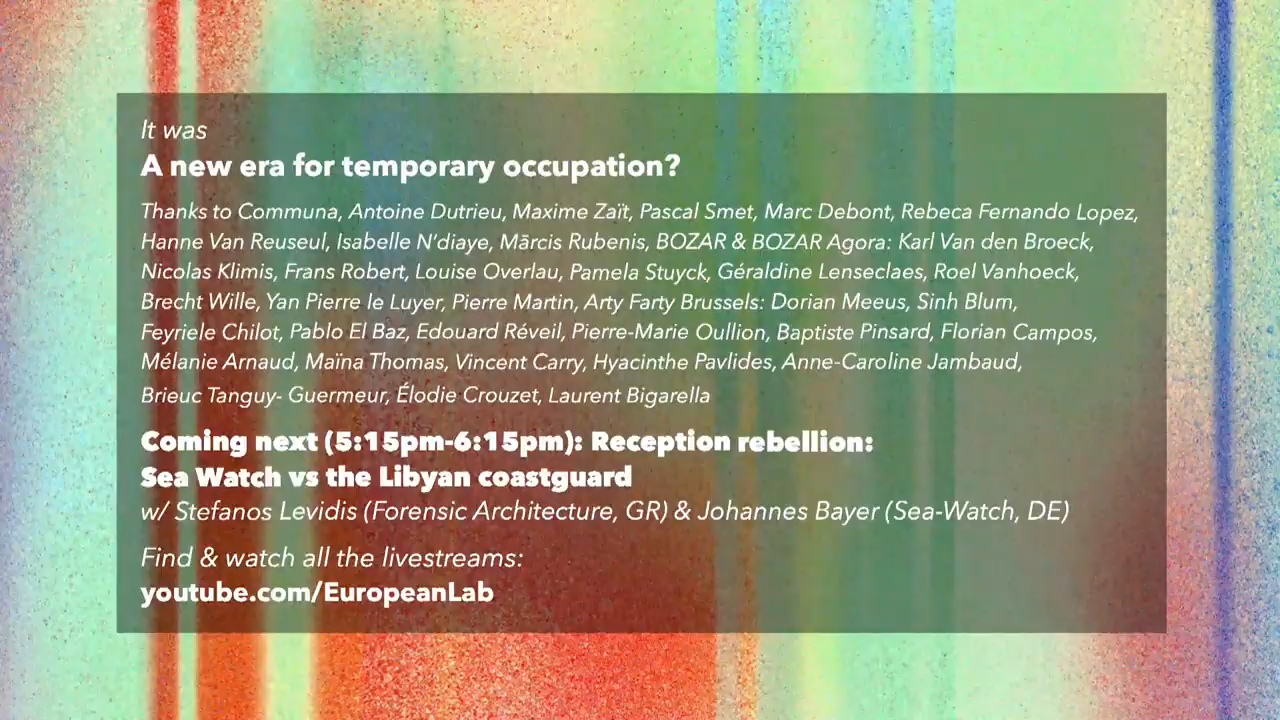 It was
A new era for temporary occupation?
Thanks to Communa, Antoine Dutrieu, Maxime Zaït, Pascal Smet, Marc Debont, Rebeca Fernando Lopez,
Hanne Van Reuseul, Isabelle N'diaye, Mārcis Rubenis, BOZAR & BOZAR Agora: Karl Van den Broeck,
Nicolas Klimis, Frans Robert, Louise Overlau, Pamela Stuyck, Géraldine Lenseclaes, Roel Vanhoeck,
Brecht Wille, Yan Pierre le Luyer, Pierre Martin, Arty Farty Brussels: Dorian Meeus, Sinh Blum,
Feyriele Chilot, Pablo El Baz, Edouard Réveil, Pierre-Marie Oullion, Baptiste Pinsard, Florian Campos,
Mélanie Arnaud, Maïna Thomas, Vincent Carry, Hyacinthe Pavlides, Anne-Caroline Jambaud,
Brieuc Tanguy- Guermeur, Élodie Crouzet, Laurent Bigarella
Coming next (5:15pm-6:15pm): Reception rebellion:
Sea Watch vs the Libyan coastguard
w/ Stefanos Levidis (Forensic Architecture, GR) & Johannes Bayer (Sea-Watch, DE)
Find & watch all the livestreams:
youtube.com/EuropeanLab